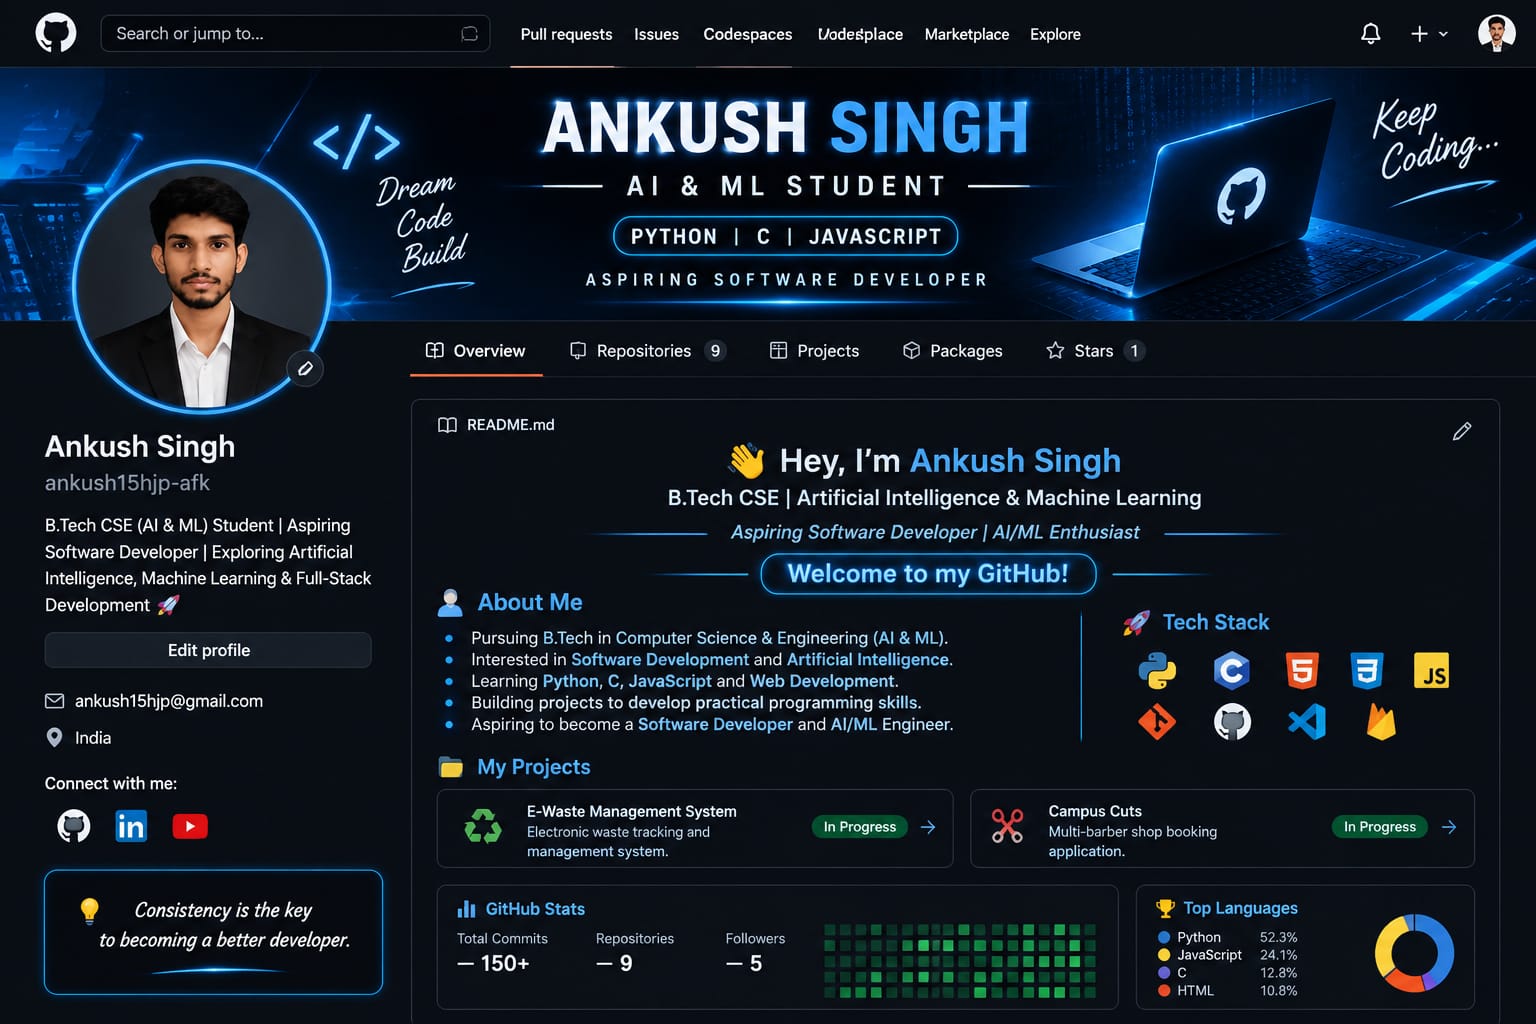 Search or jump to...
Pull requests
Issues
Codespaces
Marketplace
Explore
ANKUSH SINGH
AI & ML STUDENT
PYTHON | C | JAVASCRIPT
ASPIRING SOFTWARE DEVELOPER
</>
Dream
Code
Build
Keep
Coding...
Overview
Repositories 9
Projects
Packages
Stars 1
Ankush Singh
ankush15hjp-afk
B.Tech CSE (AI & ML) Student | Aspiring
Software Developer | Exploring Artificial
Intelligence, Machine Learning & Full-Stack
Development 🚀
Edit profile
ankush15hjp@gmail.com
India
Connect with me:
in
Consistency is the key
to becoming a better developer.
README.md
👋 Hey, I'm Ankush Singh
B.Tech CSE | Artificial Intelligence & Machine Learning
Aspiring Software Developer | AI/ML Enthusiast
Welcome to my GitHub!
About Me
Pursuing B.Tech in Computer Science & Engineering (AI & ML).
Interested in Software Development and Artificial Intelligence.
Learning Python, C, JavaScript and Web Development.
Building projects to develop practical programming skills.
Aspiring to become a Software Developer and AI/ML Engineer.
Tech Stack
C
5
3
JS
My Projects
E-Waste Management System
Electronic waste tracking and
management system.
In Progress
Campus Cuts
Multi-barber shop booking
application.
In Progress
GitHub Stats
Total Commits
— 150+
Repositories
— 9
Followers
— 5
Top Languages
Python 52.3%
JavaScript 24.1%
C 12.8%
HTML 10.8%